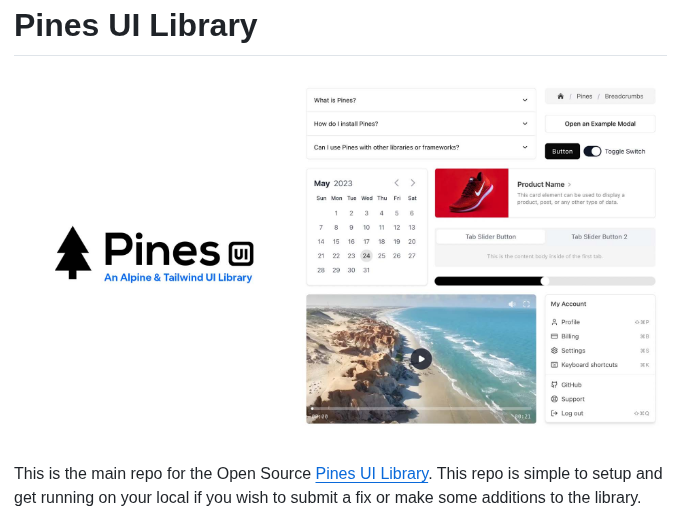 Pines UI Library
What is Pines?
How do I install Pines?
Can I use Pines with other libraries or frameworks?
/ Pines / Breadcrumbs
Open an Example Modal
Button Toggle Switch
May 2023
Sun Mon Tue Wed Thu Fri Sat
1 2 3 4 5 6
7 8 9 10 11 12 13
14 15 16 17 18 19 20
21 22 23 24 25 26 27
28 29 30 31
Product Name
This card element can be used to display a
product, post, or any other type of data.
Tab Slider Button Tab Slider Button 2
This is the content body inside of the first tab.
Pines UI
An Alpine & Tailwind UI Library
00:00 00:21
My Account
Profile ⇧⌘P
Billing ⌘B
Settings ⌘S
Keyboard shortcuts ⌘K
GitHub
Support
Log out ⇧⌘Q
This is the main repo for the Open Source Pines UI Library. This repo is simple to setup and
get running on your local if you wish to submit a fix or make some additions to the library.